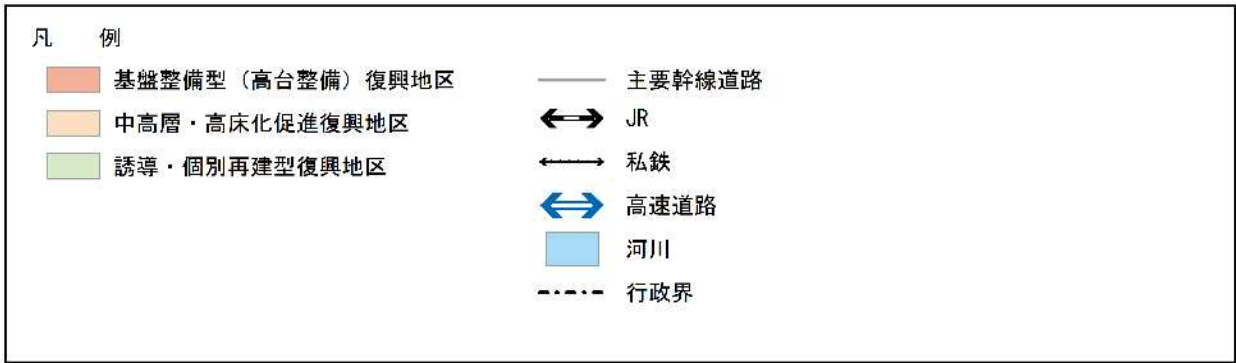 凡　例
基盤整備型（高台整備）復興地区
中高層・高床化促進復興地区
誘導・個別再建型復興地区
主要幹線道路
JR
私鉄
高速道路
河川
行政界